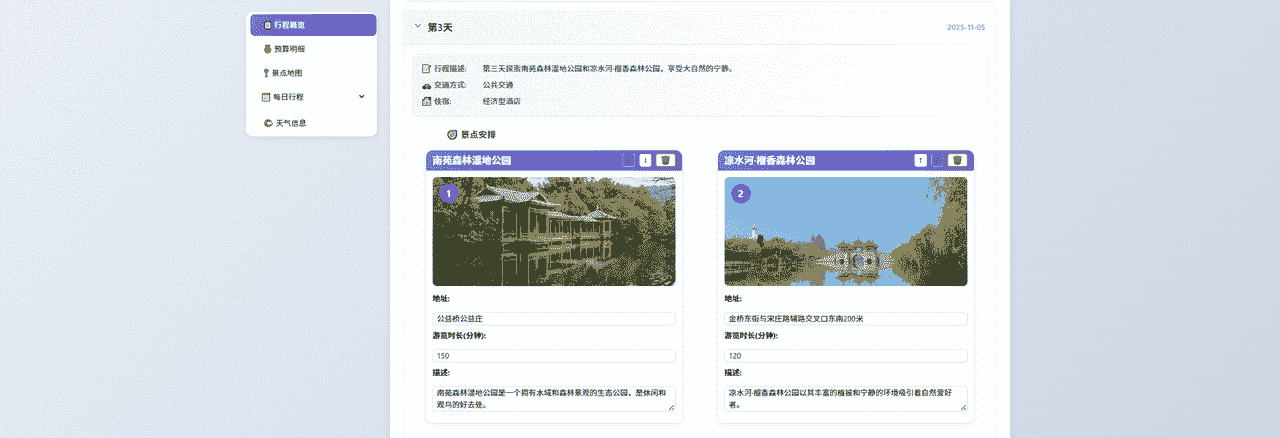 行程概览
预算明细
景点地图
每日行程
天气信息
第3天
2025-11-05
行程描述: 第三天探索南苑森林湿地公园和凉水河-榴香森林公园，享受大自然的宁静。
交通方式: 公共交通
住宿: 经济型酒店
景点安排
南苑森林湿地公园
1
地址:
公益桥公益庄
游览时长(分钟):
150
描述:
南苑森林湿地公园是一个拥有水域和森林景观的生态公园，是休闲和
观鸟的好去处。
凉水河-榴香森林公园
2
地址:
金桥东街与宋庄路辅路交叉口东南200米
游览时长(分钟):
120
描述:
凉水河-榴香森林公园以其丰富的植被和宁静的环境吸引着自然爱好
者。